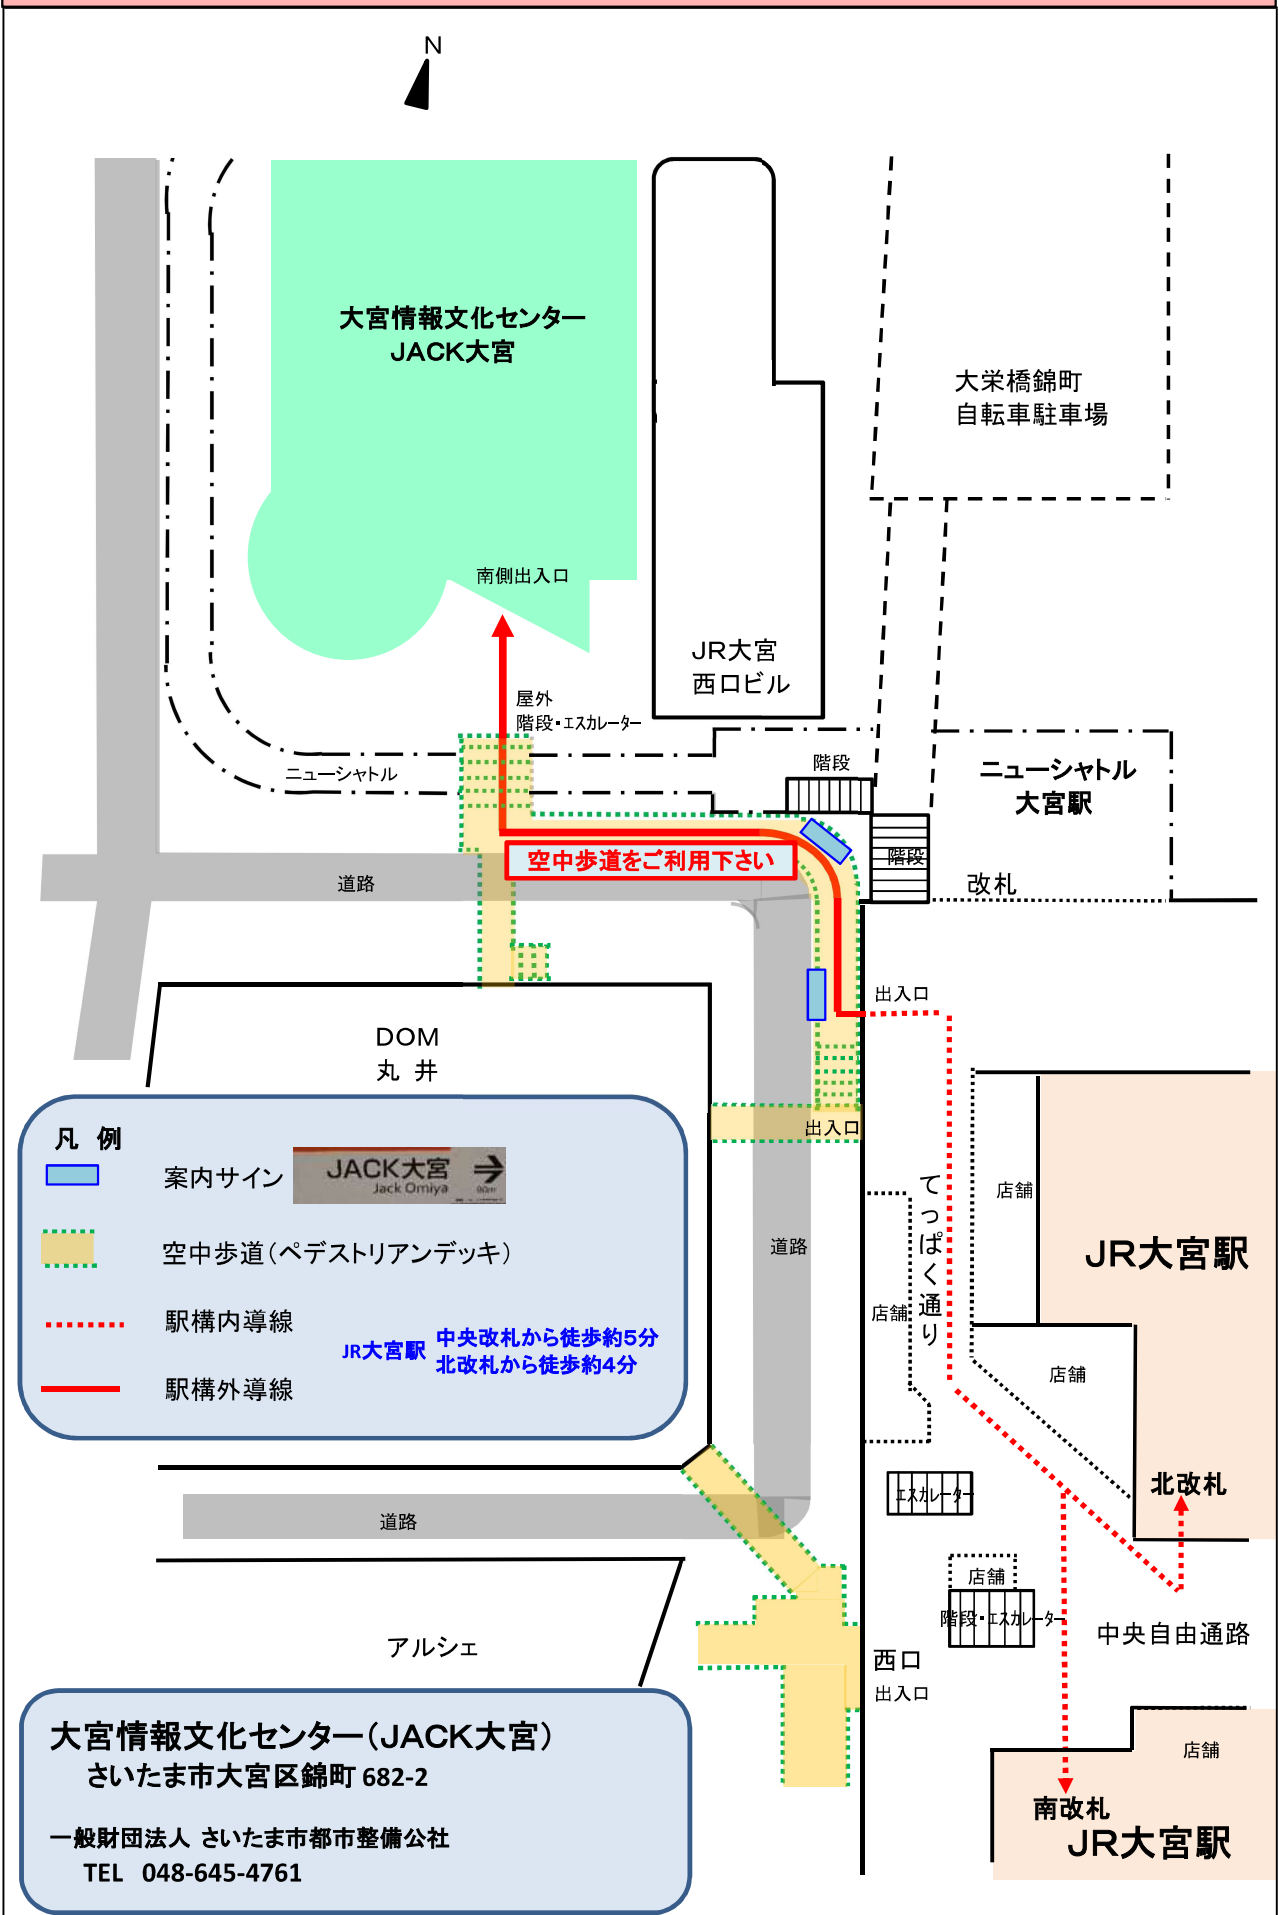 N
大宮情報文化センター
JACK大宮
大栄橋錦町
自転車駐車場
南側出入口
JR大宮
西口ビル
屋外
階段・エスカレーター
ニューシャトル
階段
ニューシャトル
大宮駅
空中歩道をご利用下さい
階段
改札
道路
出入口
DOM
丸 井
出入口
凡 例
案内サイン
JACK大宮
Jack Omiya
空中歩道（ペデストリアンデッキ）
駅構内導線
JR大宮駅
中央改札から徒歩約5分
北改札から徒歩約4分
駅構外導線
道路
てっぱく通り
店舗
店舗
JR大宮駅
店舗
北改札
エスカレーター
道路
店舗
階段・エスカレーター
中央自由通路
アルシェ
西口
出入口
店舗
南改札
JR大宮駅
大宮情報文化センター（JACK大宮）
さいたま市大宮区錦町 682-2
一般財団法人 さいたま市都市整備公社
TEL 048-645-4761